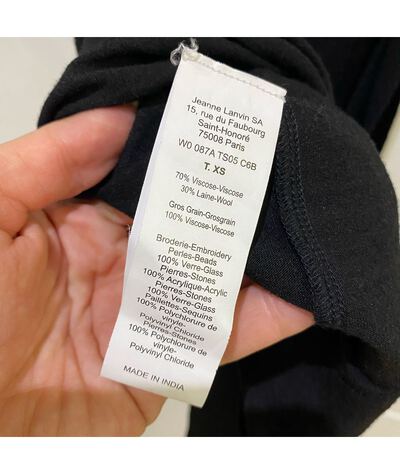 Jeanne Lanvin SA
15, rue du Faubourg
Saint-Honoré
75008 Paris
W0 087A TS05 C6B
T. XS
70% Viscose-Viscose
30% Laine-Wool
Gros Grain-Grosgrain
100% Viscose-Viscose
Broderie-Embroidery
Perles-Beads
100% Verre-Glass
Pierres-Stones
100% Acrylique-Acrylic
Pierres-Stones
100% Verre-Glass
Paillettes-Sequins
100% Polychlorure de
vinyle-
Polyvinyl Chloride
Pierres-Stones
100% Polychlorure de
vinyle-
Polyvinyl Chloride
MADE IN INDIA